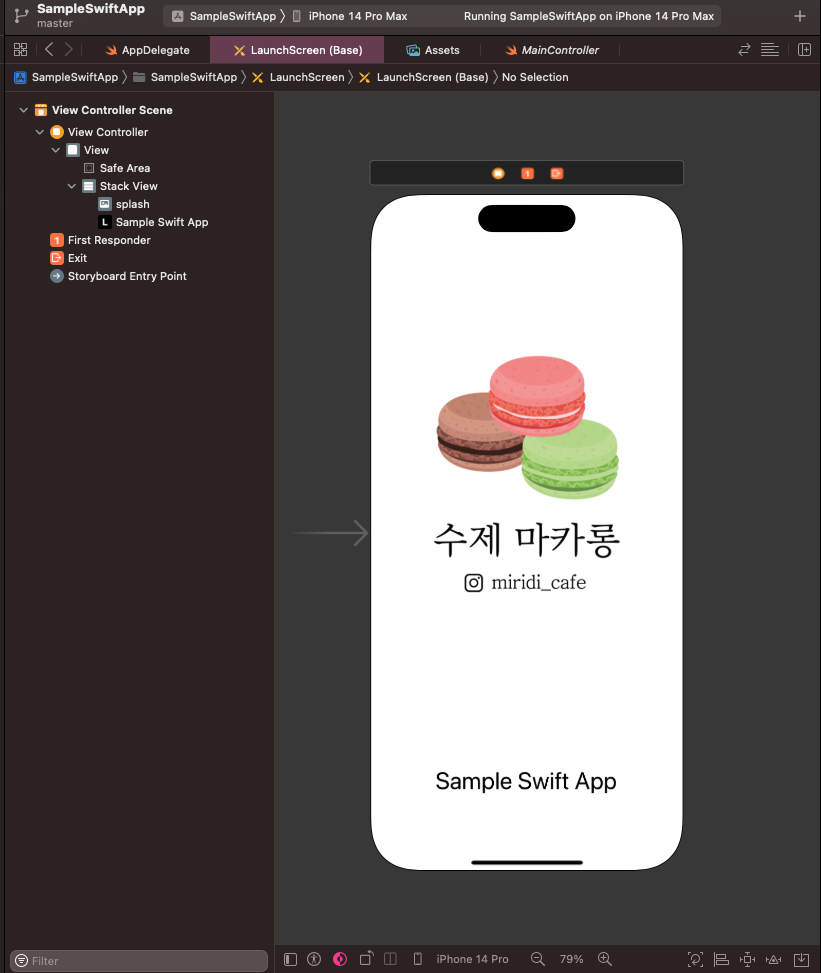 SampleSwiftApp
master
SampleSwiftApp
iPhone 14 Pro Max
Running SampleSwiftApp on iPhone 14 Pro Max
AppDelegate
LaunchScreen (Base)
Assets
MainController
SampleSwiftApp
SampleSwiftApp
LaunchScreen
LaunchScreen (Base)
No Selection
View Controller Scene
View Controller
View
Safe Area
Stack View
splash
L Sample Swift App
1 First Responder
Exit
Storyboard Entry Point
1
수제 마카롱
miridi_cafe
Sample Swift App
Filter
iPhone 14 Pro
79%